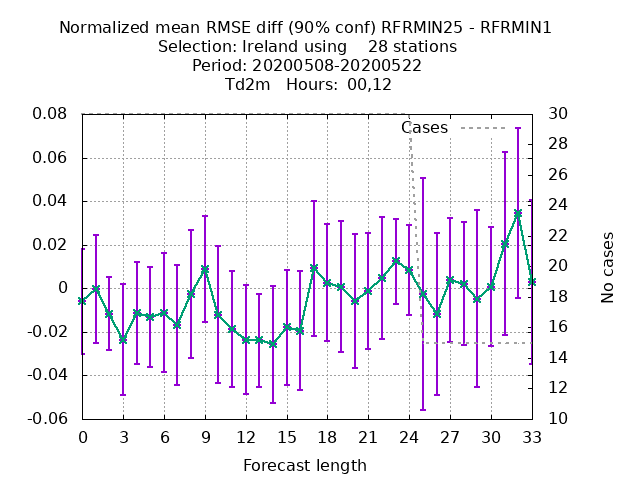 Normalized mean RMSE diff (90% conf) RFRMIN25 - RFRMIN1
Selection: Ireland using    28 stations
Period: 20200508-20200522
Td2m   Hours:  00,12
0.08
0.06
0.04
0.02
0
-0.02
-0.04
-0.06
Cases
30
28
26
24
22
20
18
16
14
12
10
No cases
0 3 6 9 12 15 18 21 24 27 30 33
Forecast length